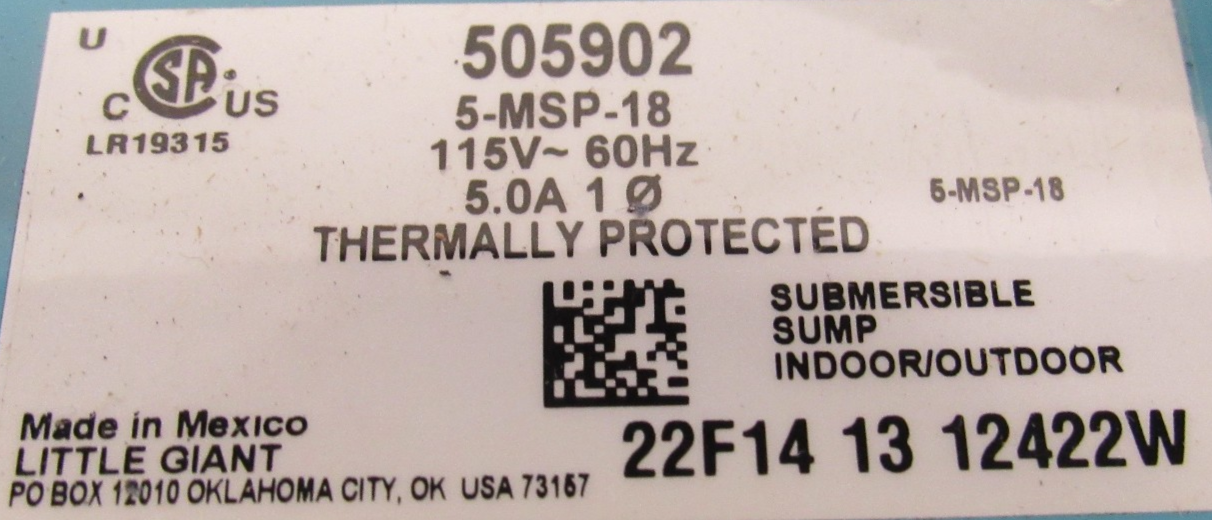 U
CSA
C US
LR19315
505902
5-MSP-18
115V~ 60Hz
5.0A 1 Ø
THERMALLY PROTECTED
5-MSP-18
SUBMERSIBLE
SUMP
INDOOR/OUTDOOR
Made in Mexico
LITTLE GIANT
PO BOX 12010 OKLAHOMA CITY, OK USA 73157
22F14 13 12422W